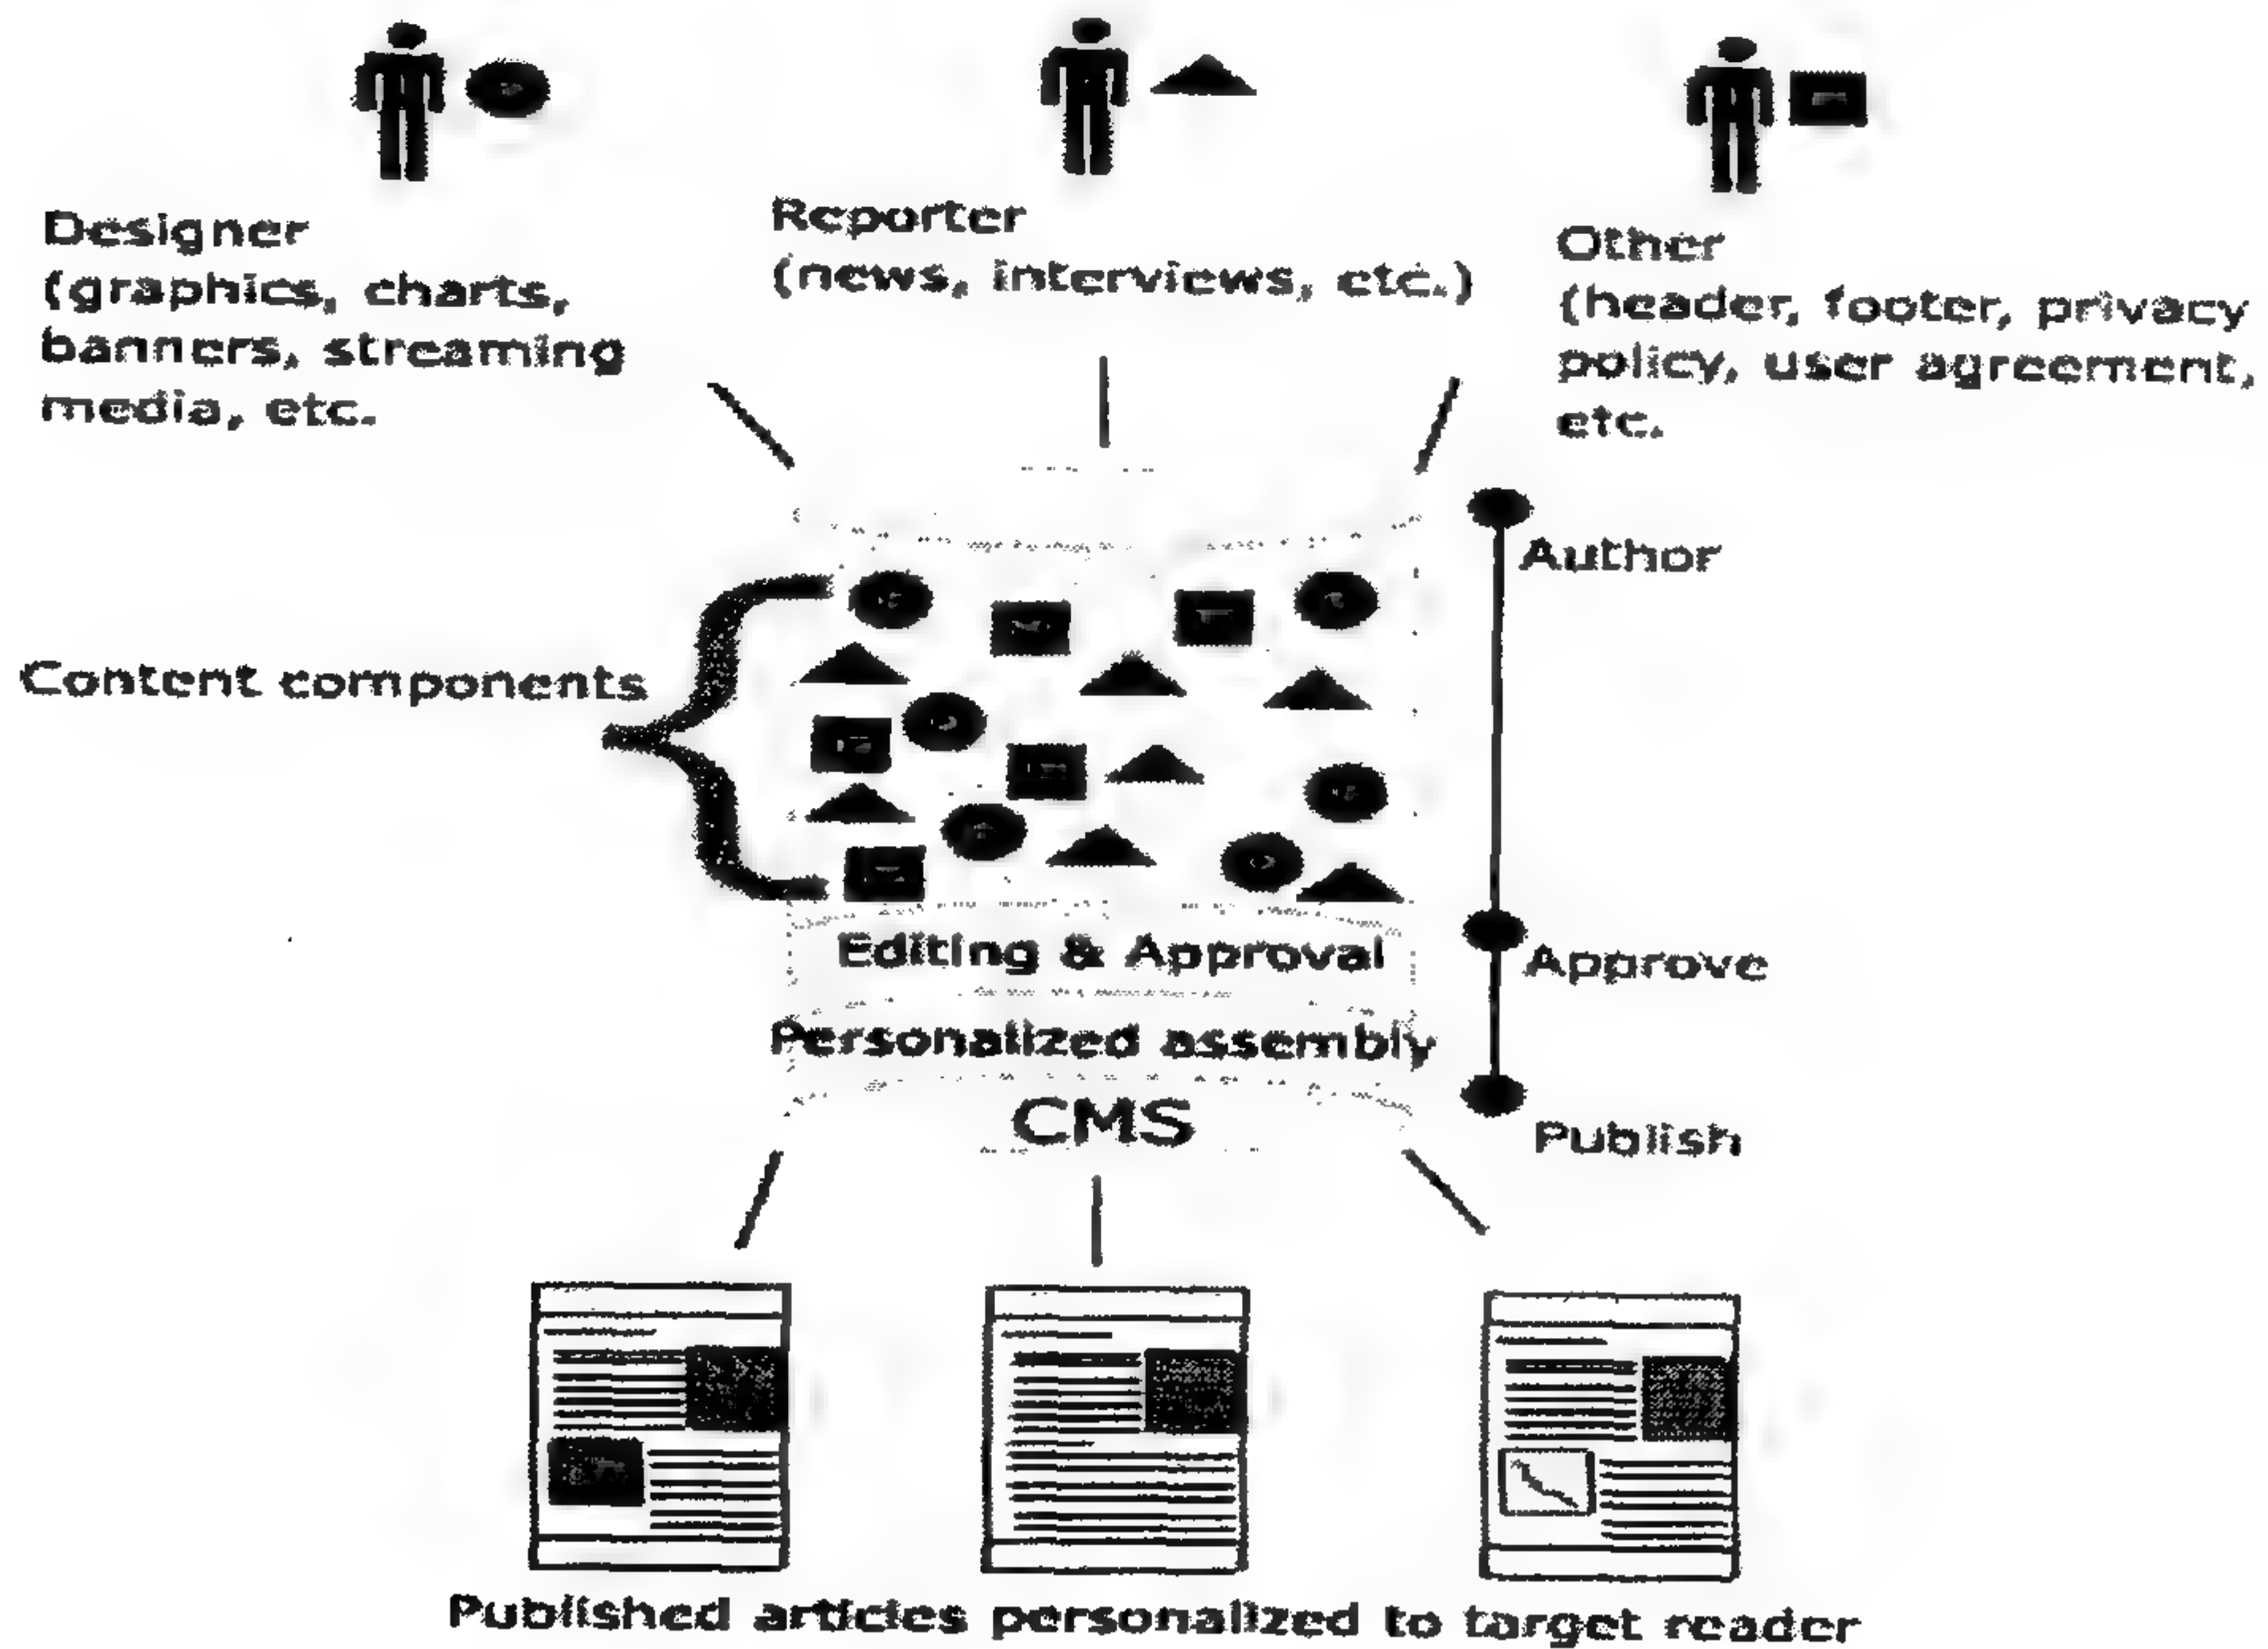 Designer
(graphics, charts,
banners, streaming
media, etc.
Reporter
(news, interviews, etc.)
Other
(header, footer, privacy
policy, user agreement,
etc.
Author
Content components
Editing & Approval
Approve
Personalized assembly
CMS
Publish
Published articles personalized to target reader